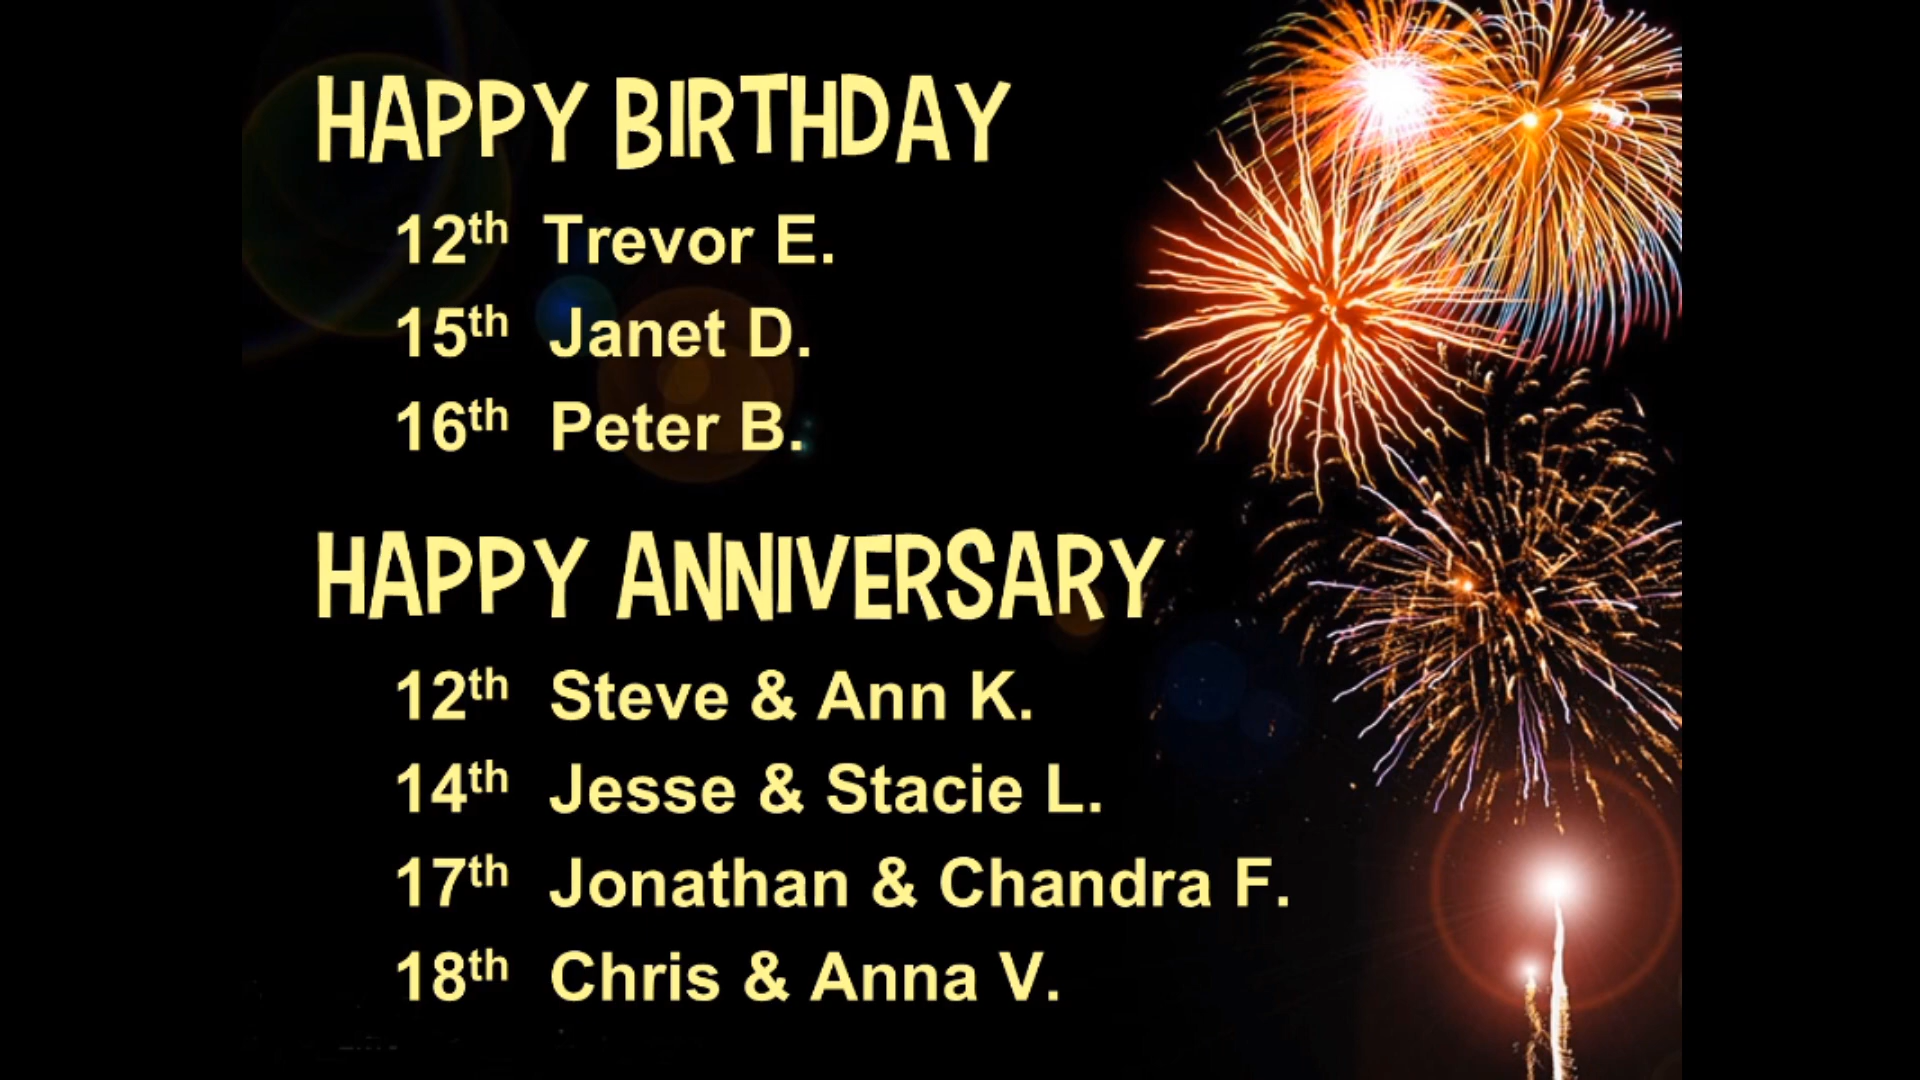 HAPPY BIRTHDAY
12th Trevor E.
15th Janet D.
16th Peter B.
HAPPY ANNIVERSARY
12th Steve & Ann K.
14th Jesse & Stacie L.
17th Jonathan & Chandra F.
18th Chris & Anna V.